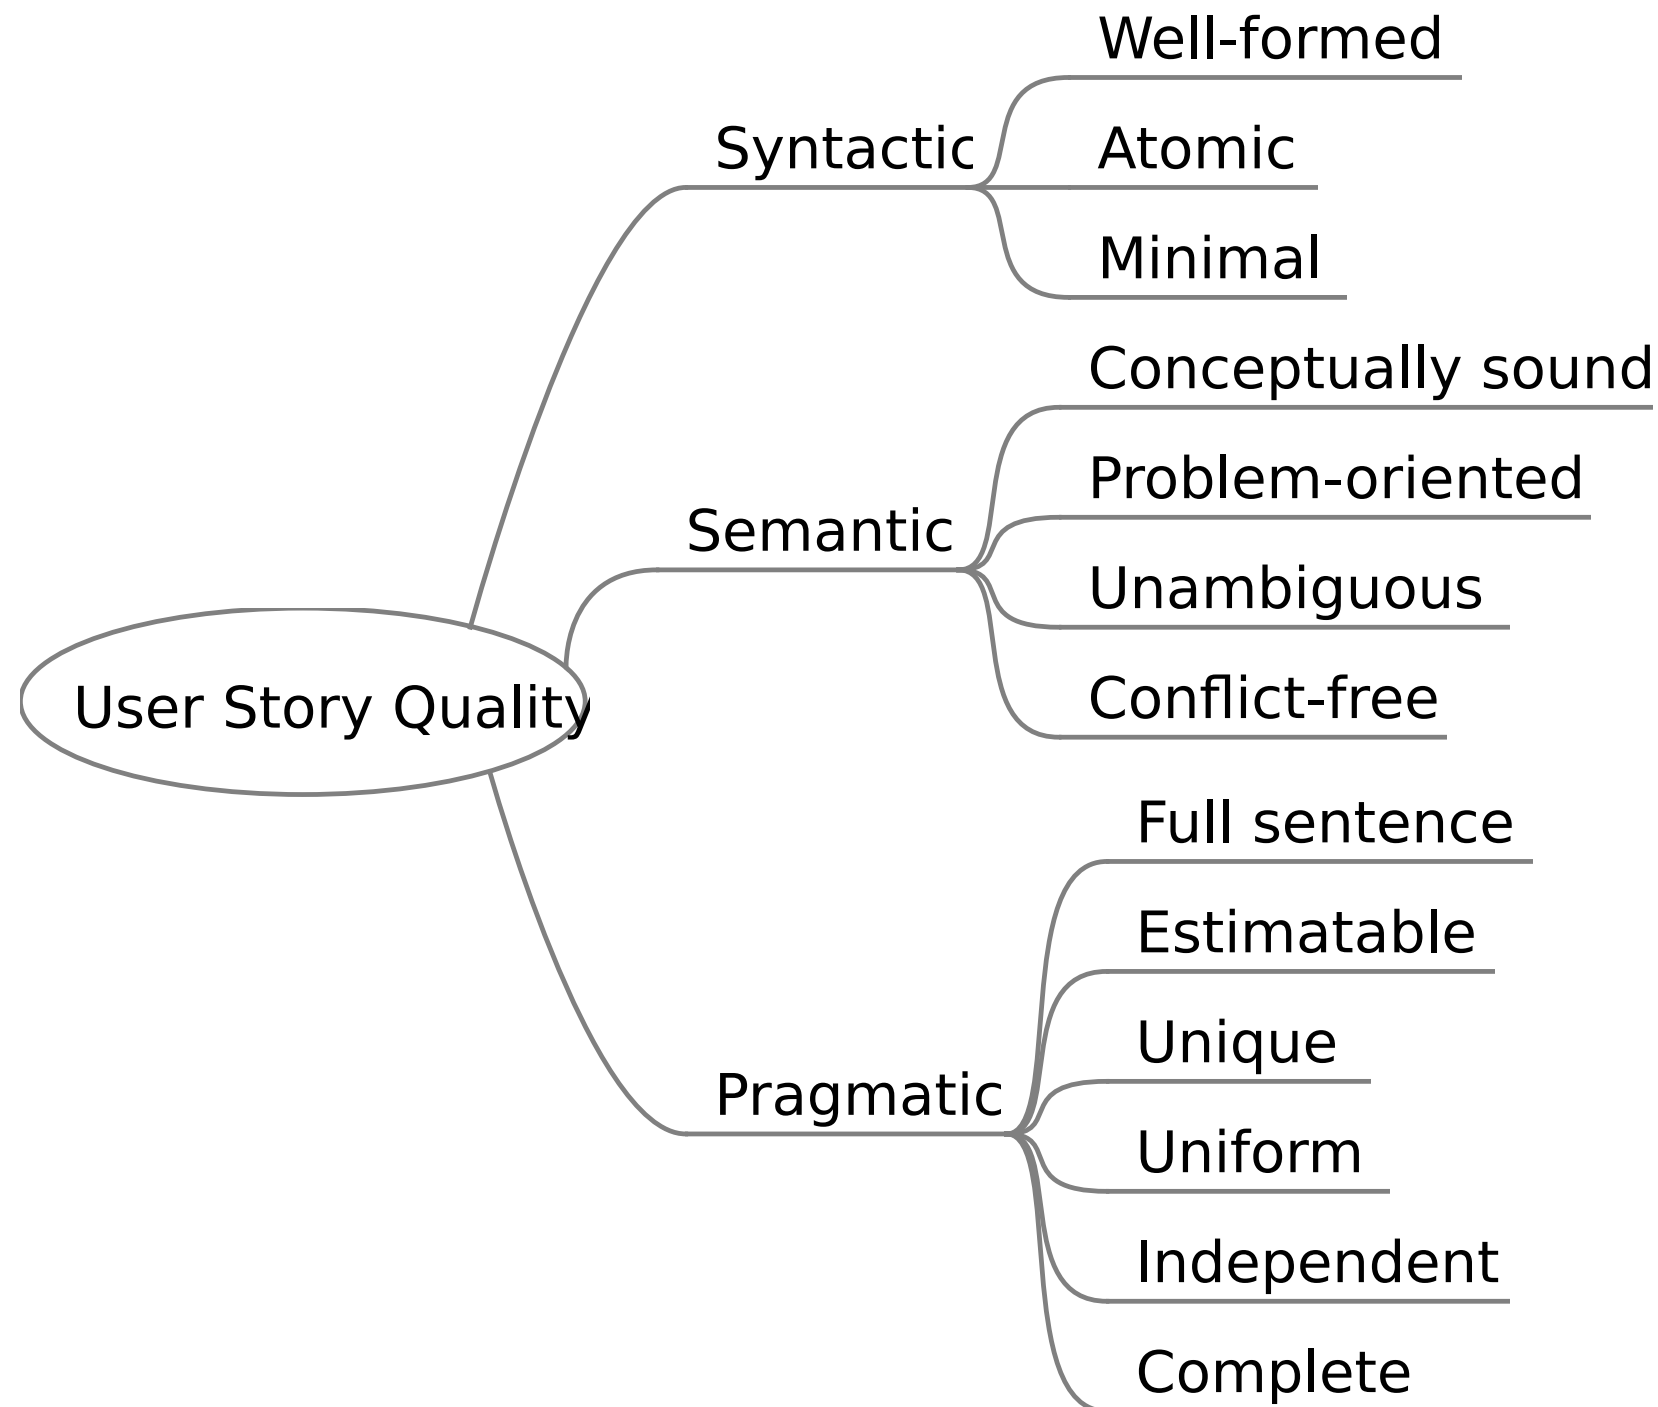 User Story Quality
Syntactic
Well-formed
Atomic
Minimal
Semantic
Conceptually sound
Problem-oriented
Unambiguous
Conflict-free
Pragmatic
Full sentence
Estimatable
Unique
Uniform
Independent
Complete